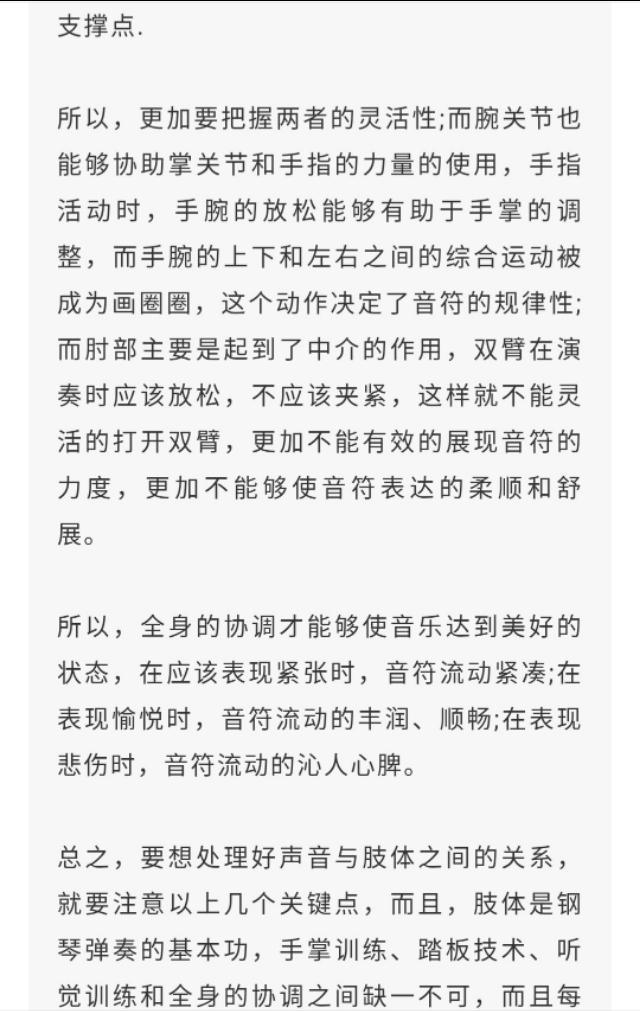 支撑点.
所以，更加要把握两者的灵活性;而腕关节也
能够协助掌关节和手指的力量的使用，手指
活动时，手腕的放松能够有助于手掌的调
整，而手腕的上下和左右之间的综合运动被
成为画圈圈，这个动作决定了音符的规律性;
而肘部主要是起到了中介的作用，双臂在演
奏时应该放松，不应该夹紧，这样就不能灵
活的打开双臂，更加不能有效的展现音符的
力度，更加不能够使音符表达的柔顺和舒
展。
所以，全身的协调才能够使音乐达到美好的
状态，在应该表现紧张时，音符流动紧凑;在
表现愉悦时，音符流动的丰润、顺畅;在表现
悲伤时，音符流动的沁人心脾。
总之，要想处理好声音与肢体之间的关系，
就要注意以上几个关键点，而且，肢体是钢
琴弹奏的基本功，手掌训练、踏板技术、听
觉训练和全身的协调之间缺一不可，而且每